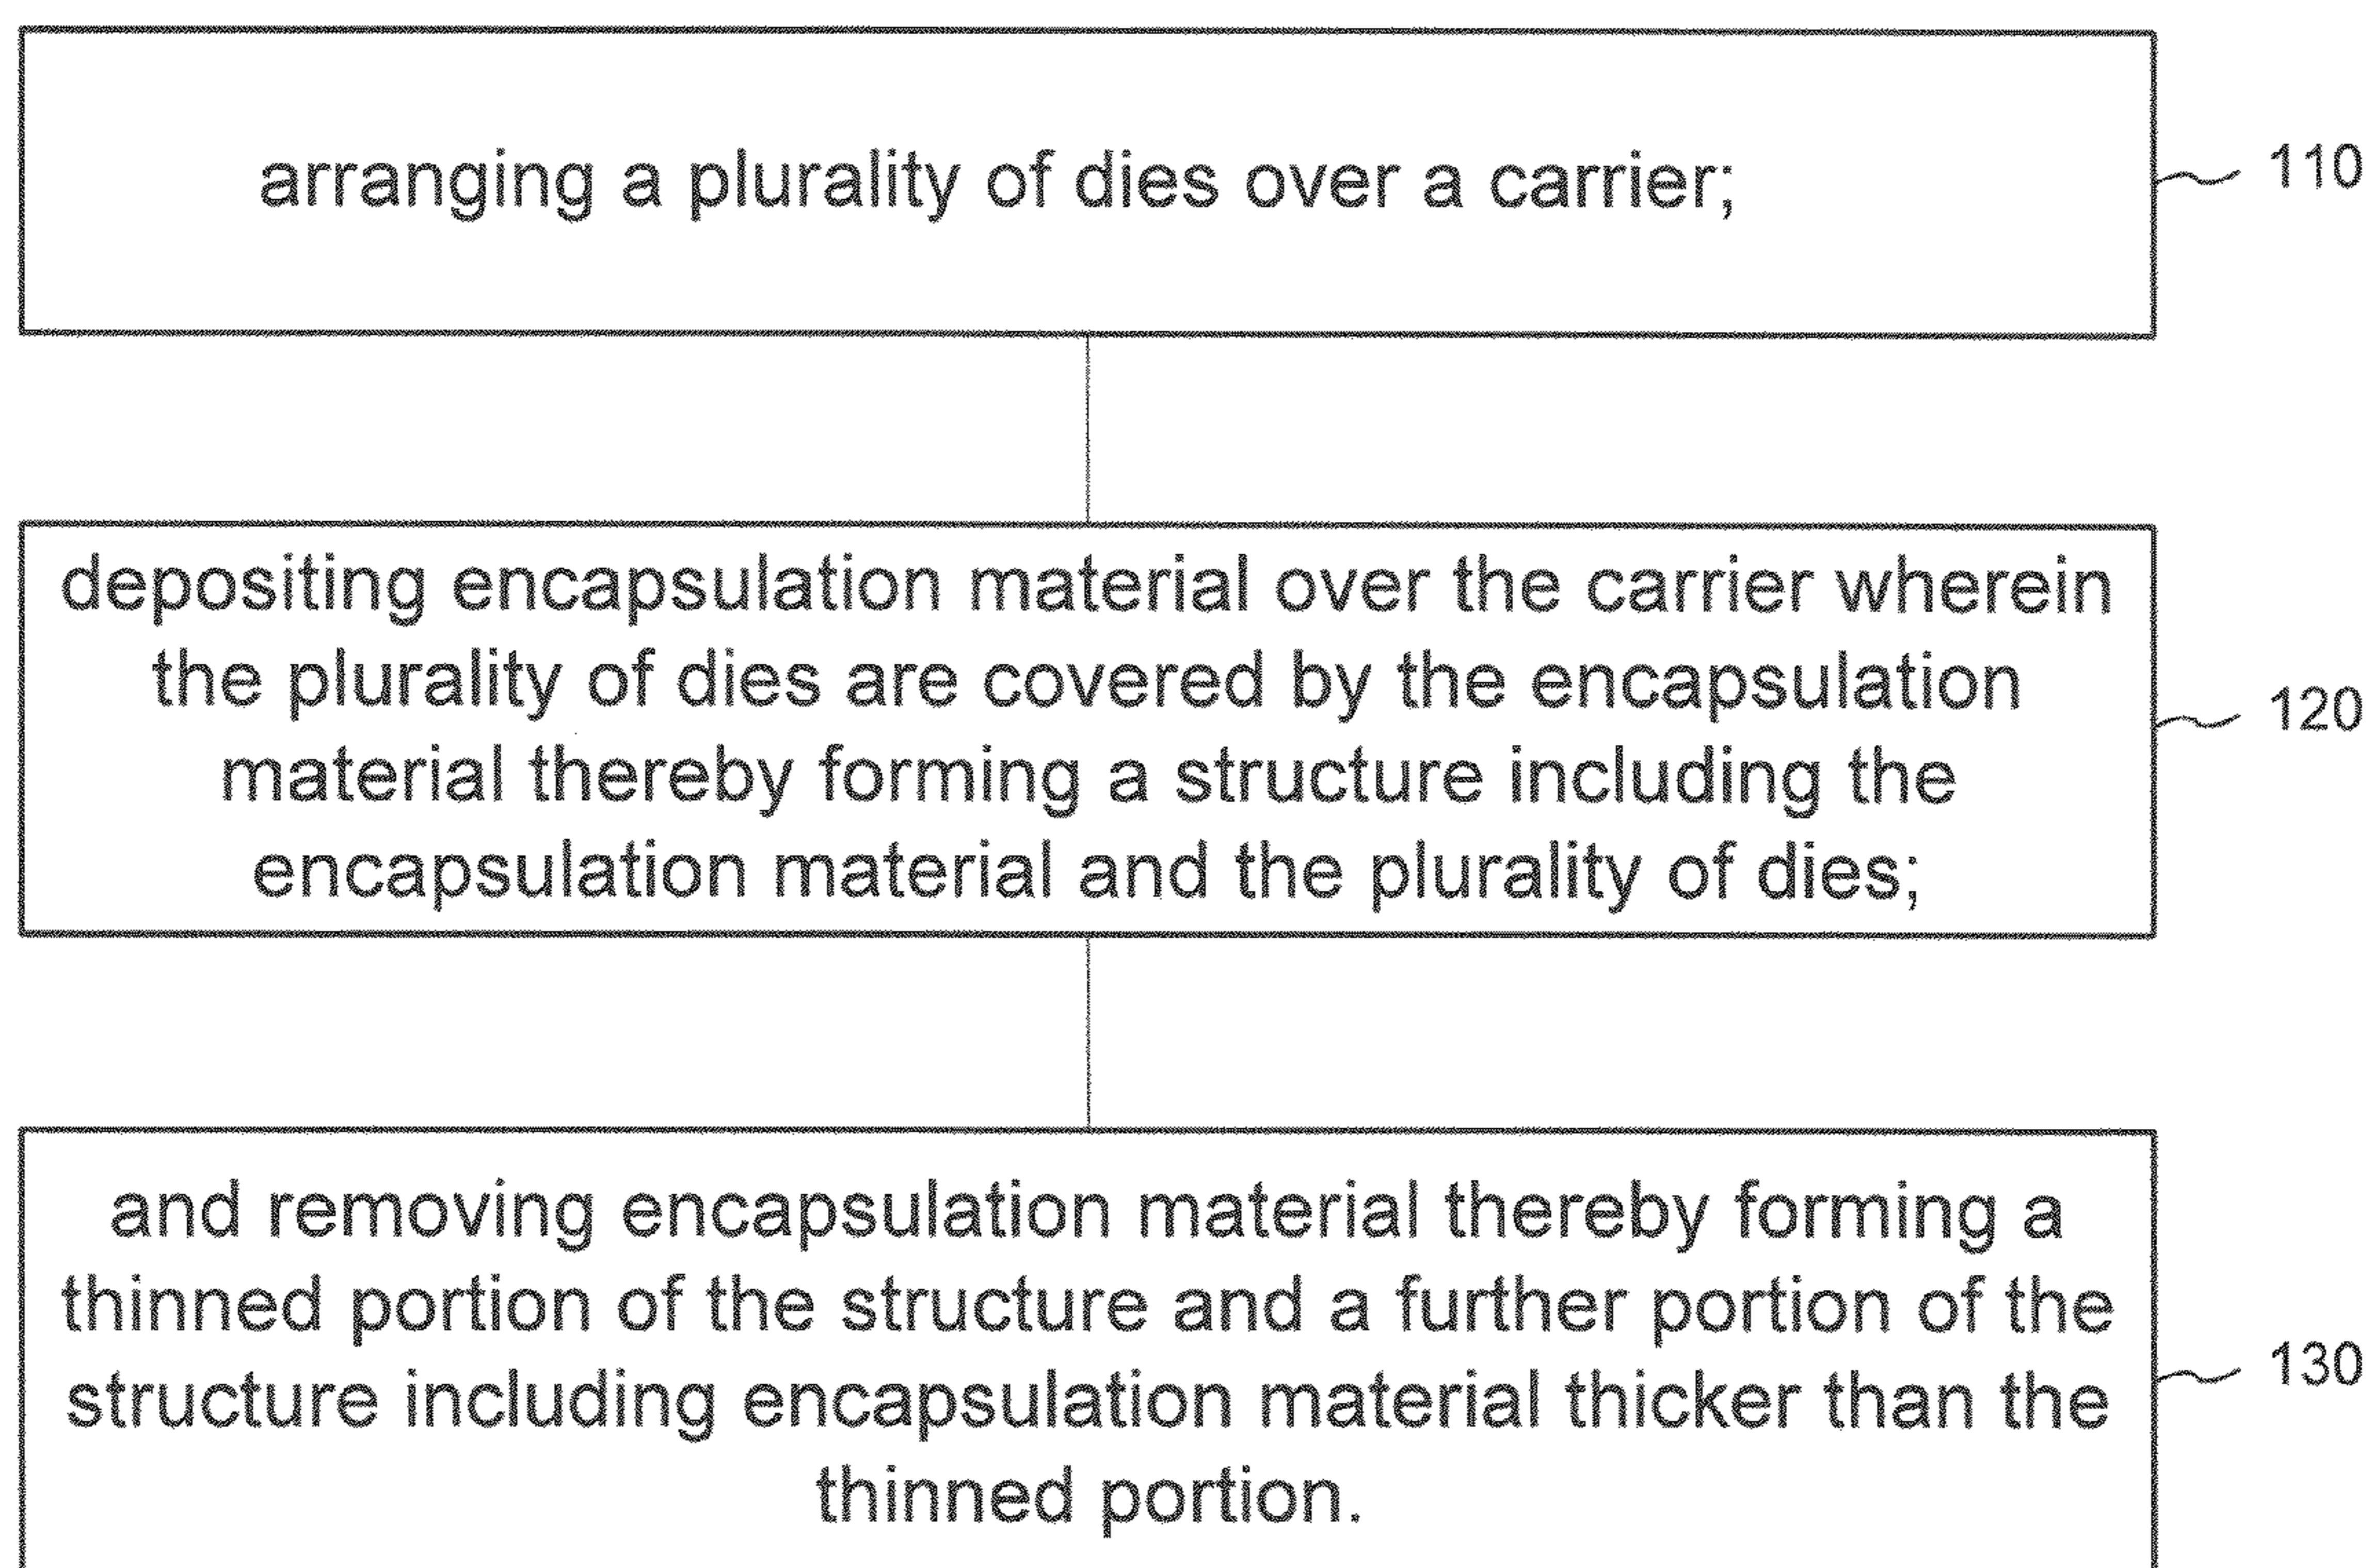 arranging a plurality of dies over a carrier;
110
depositing encapsulation material over the carrier wherein
the plurality of dies are covered by the encapsulation
material thereby forming a structure including the
encapsulation material and the plurality of dies;
120
and removing encapsulation material thereby forming a
thinned portion of the structure and a further portion of the
structure including encapsulation material thicker than the
thinned portion.
130